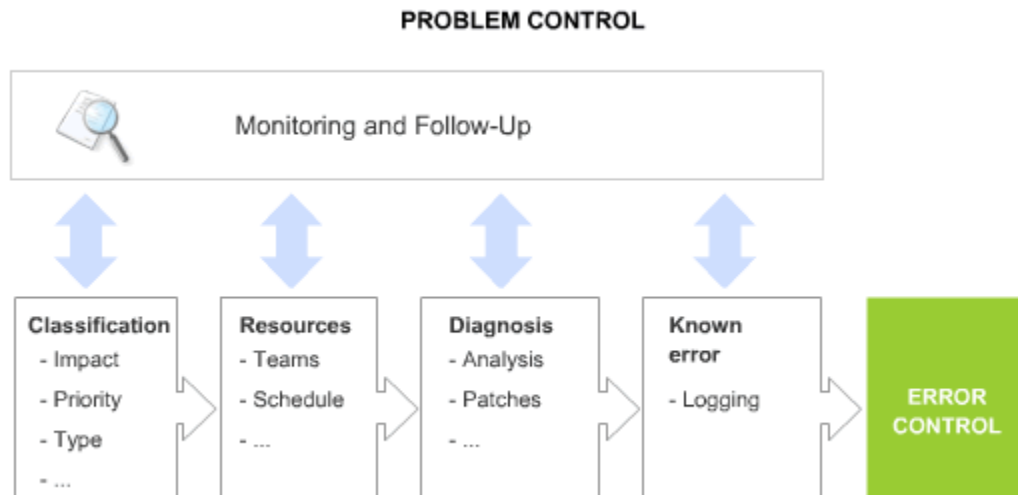 PROBLEM CONTROL
Monitoring and Follow-Up
Classification
- Impact
- Priority
- Type
- ...
Resources
- Teams
- Schedule
- ...
Diagnosis
- Analysis
- Patches
- ...
Known
error
- Logging
ERROR
CONTROL